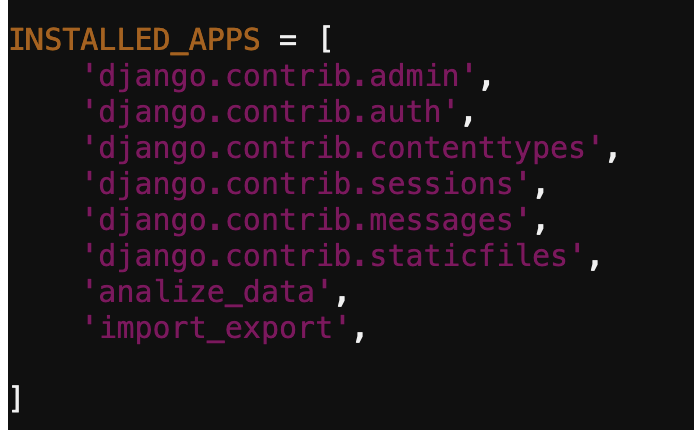 INSTALLED_APPS = [
    'django.contrib.admin',
    'django.contrib.auth',
    'django.contrib.contenttypes',
    'django.contrib.sessions',
    'django.contrib.messages',
    'django.contrib.staticfiles',
    'analize_data',
    'import_export',
]